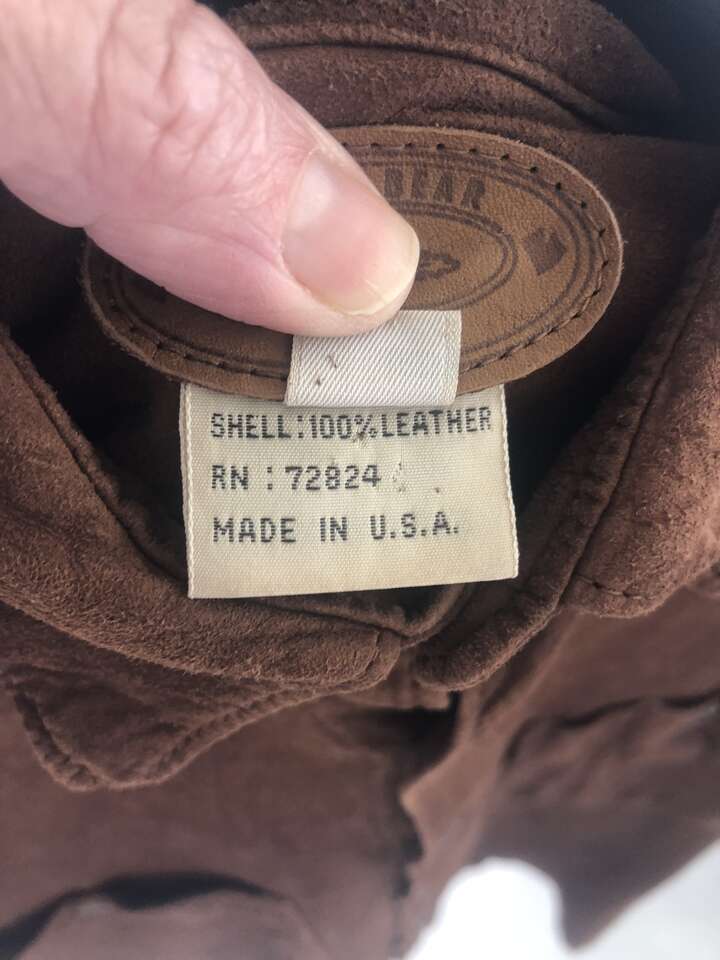 BEAR
SHELL:100%LEATHER
RN : 72824
MADE IN U.S.A.